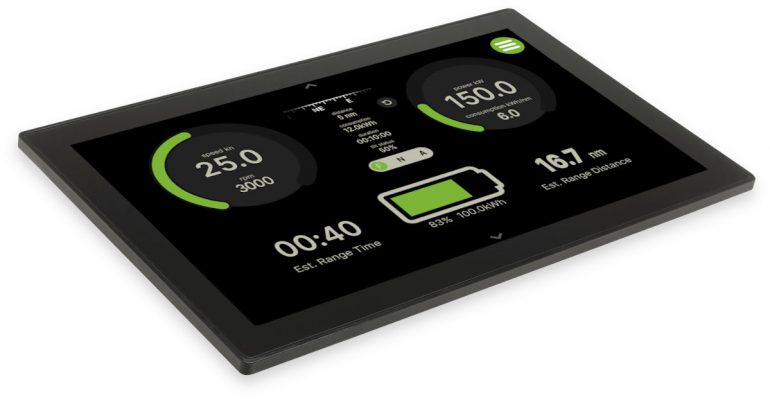 NE E
distance
5 nm
consumption
12.0kWh
duration
00:10:00
status
50%
N A
speed kn
25.0
rpm
3000
power kW
150.0
consumption kWh/nm
6.0
83% 100.0kWh
00:40
Est. Range Time
16.7 nm
Est. Range Distance